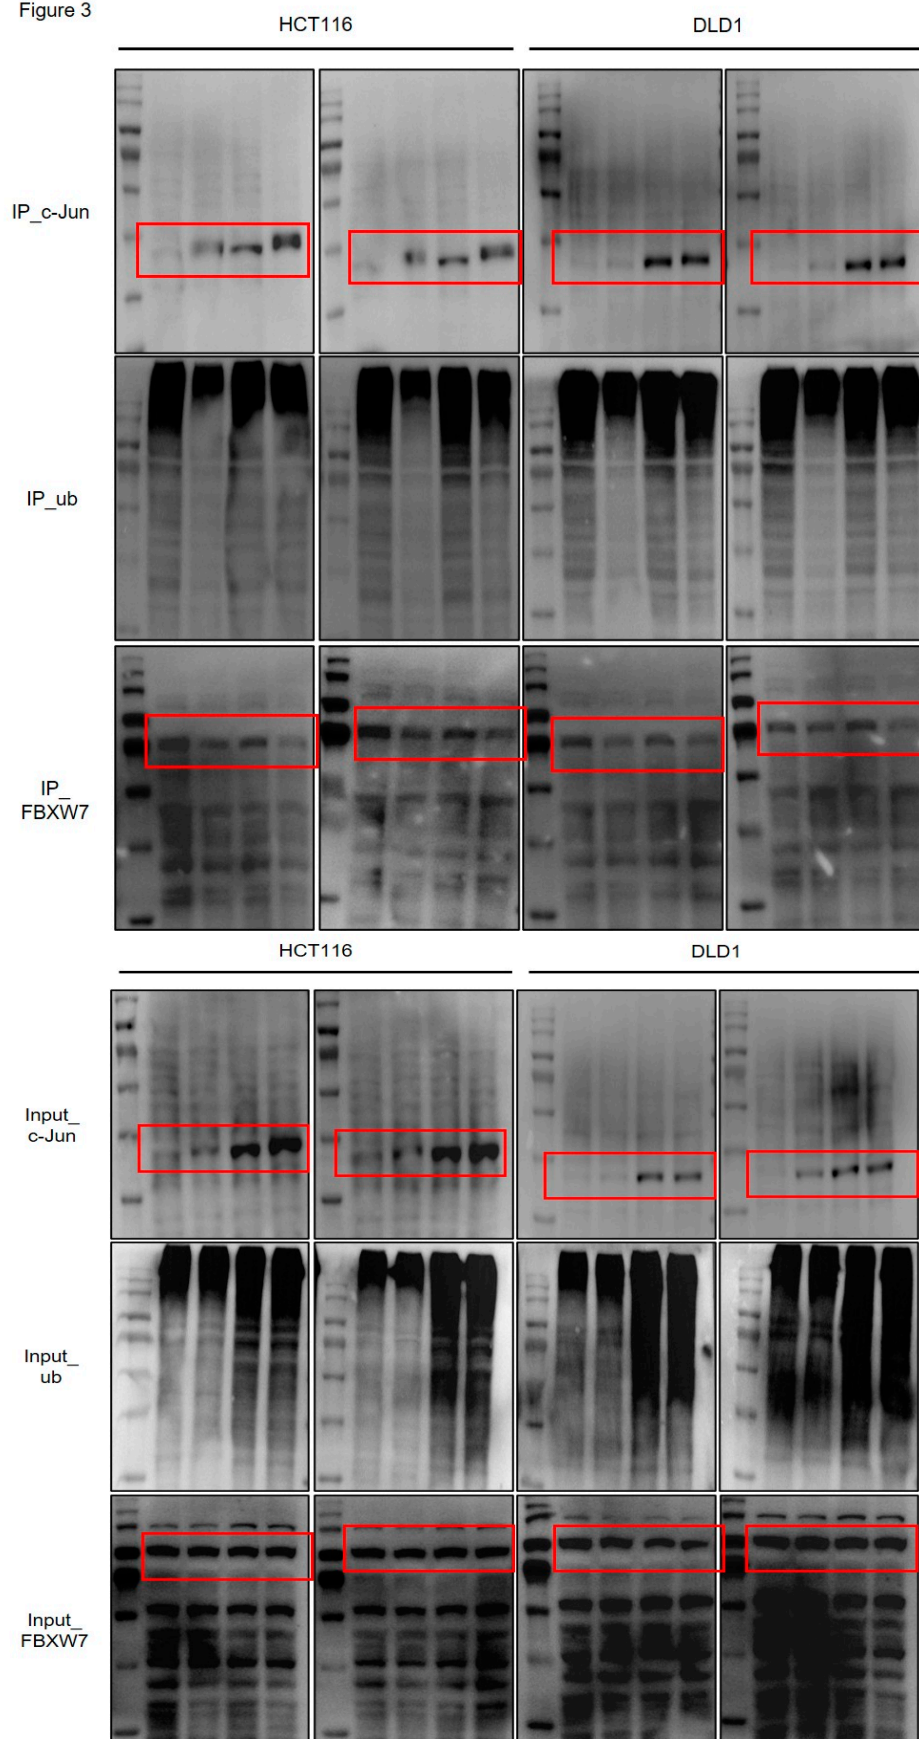 Figure 3
HCT116 DLD1
IP_c-Jun
IP_ub
IP_
FBXW7
HCT116 DLD1
Input_
c-Jun
Input_
ub
Input_
FBXW7